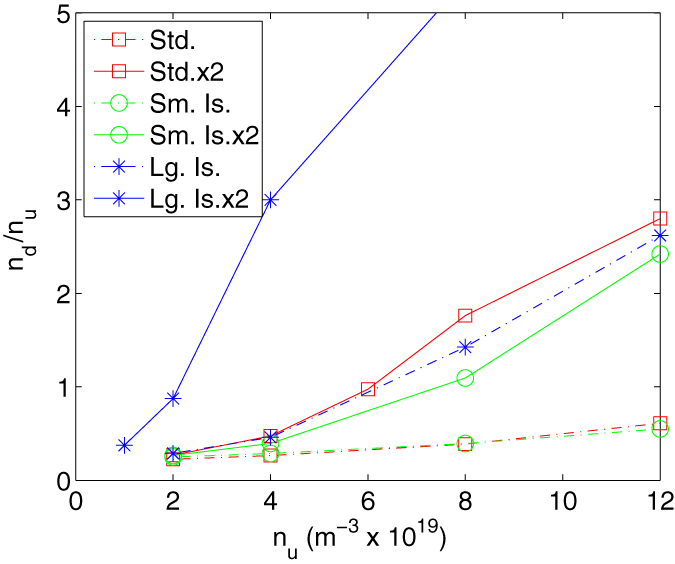 5
4
3
2
1
0
n_d/n_u
Std.
Std.x2
Sm. Is.
Sm. Is.x2
Lg. Is.
Lg. Is.x2
0
2
4
6
8
10
12
n_u (m^{-3} x 10^{19})